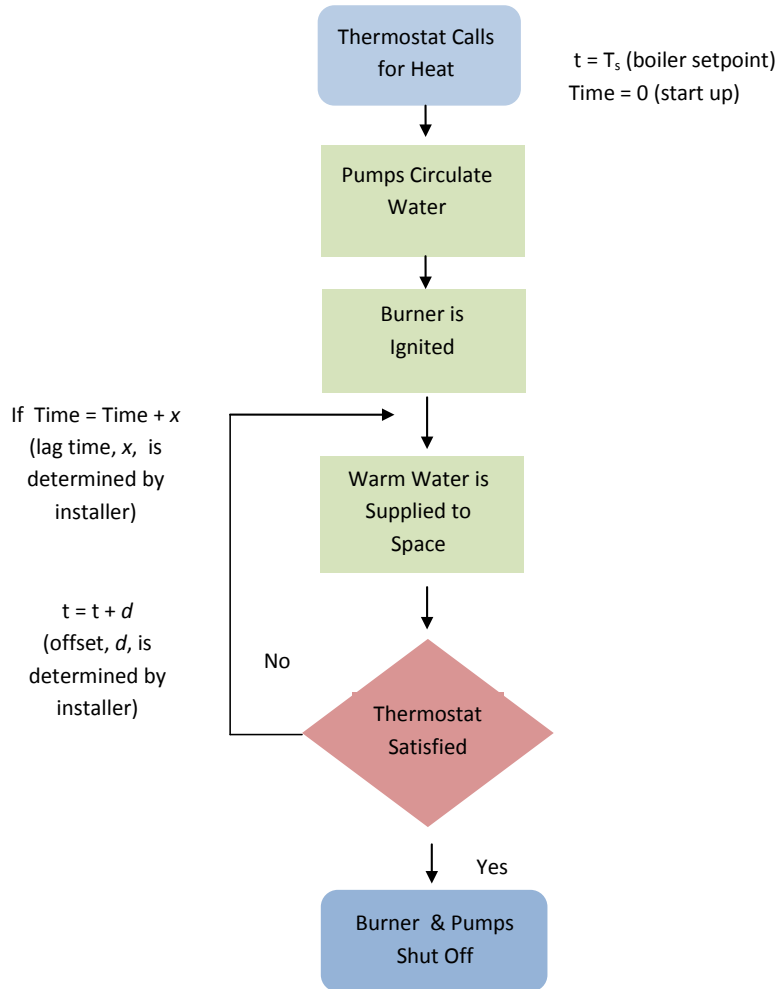 Thermostat Calls
for Heat
t = Tₛ (boiler setpoint)
Time = 0 (start up)
Pumps Circulate
Water
Burner is
Ignited
If Time = Time + x
(lag time, x, is
determined by
installer)
Warm Water is
Supplied to
Space
t = t + d
(offset, d, is
determined by
installer)
No
Thermostat
Satisfied
Yes
Burner & Pumps
Shut Off